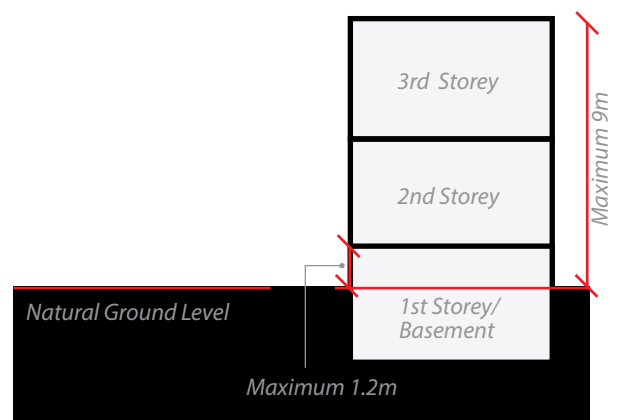 3rd Storey
2nd Storey
Maximum 9m
Natural Ground Level
1st Storey/
Basement
Maximum 1.2m